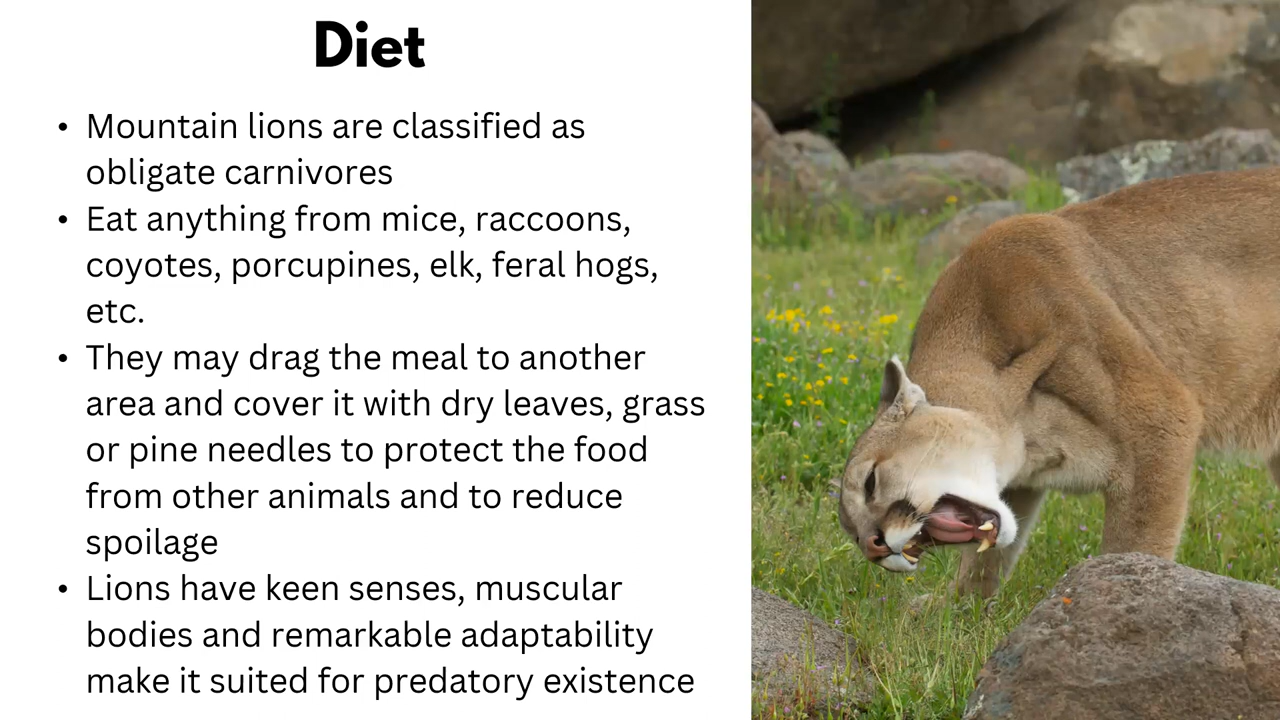 Diet
• Mountain lions are classified as
obligate carnivores
• Eat anything from mice, raccoons,
coyotes, porcupines, elk, feral hogs,
etc.
• They may drag the meal to another
area and cover it with dry leaves, grass
or pine needles to protect the food
from other animals and to reduce
spoilage
• Lions have keen senses, muscular
bodies and remarkable adaptability
make it suited for predatory existence